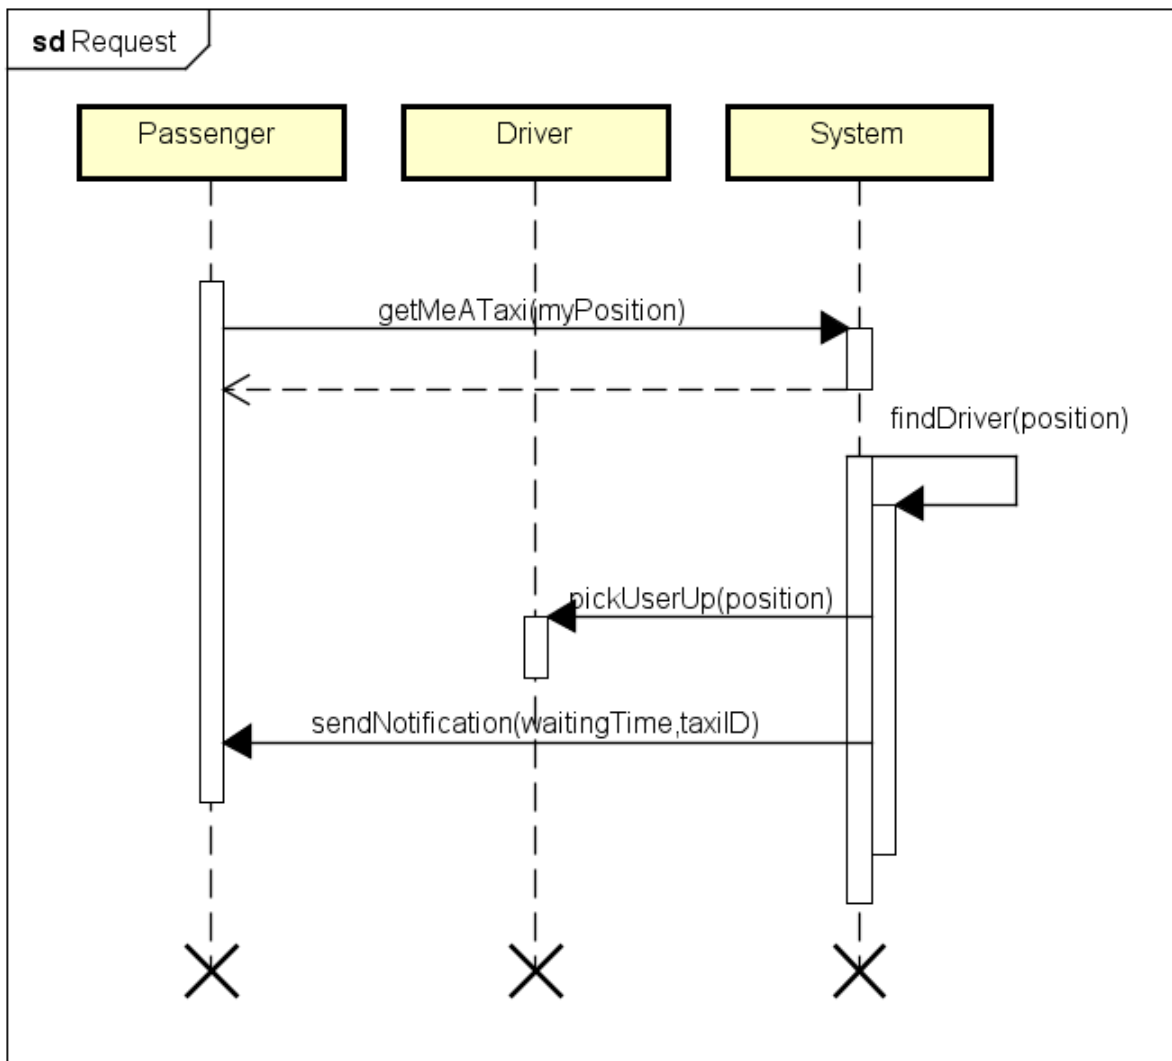 sd Request
Passenger
Driver
System
getMeATaxi(myPosition)
findDriver(position)
pickUserUp(position)
sendNotification(waitingTime,taxiID)